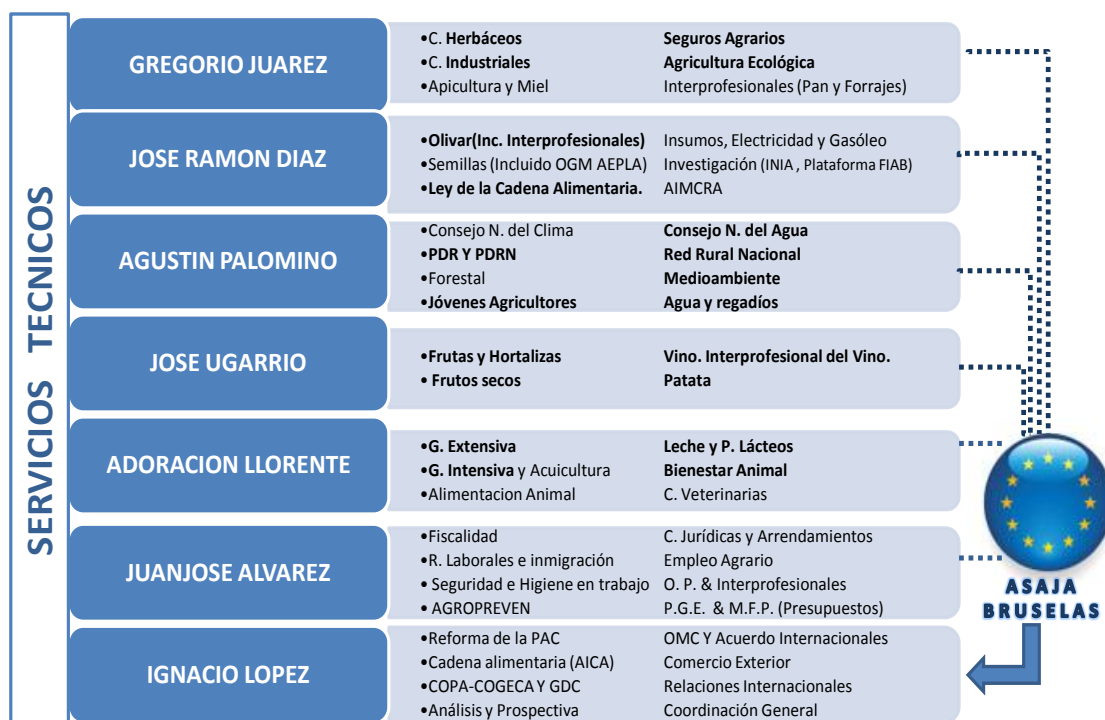 SERVICIOS TECNICOS
GREGORIO JUAREZ
•C. Herbáceos Seguros Agrarios
•C. Industriales Agricultura Ecológica
•Apicultura y Miel Interprofesionales (Pan y Forrajes)
JOSE RAMON DIAZ
•Olivar(Inc. Interprofesionales) Insumos, Electricidad y Gasóleo
•Semillas (Incluido OGM AEPLA) Investigación (INIA , Plataforma FIAB)
•Ley de la Cadena Alimentaria. AIMCRA
AGUSTIN PALOMINO
•Consejo N. del Clima Consejo N. del Agua
•PDR Y PDRN Red Rural Nacional
•Forestal Medioambiente
•Jóvenes Agricultores Agua y regadíos
JOSE UGARRIO
•Frutas y Hortalizas Vino. Interprofesional del Vino.
• Frutos secos Patata
ADORACION LLORENTE
•G. Extensiva Leche y P. Lácteos
•G. Intensiva y Acuicultura Bienestar Animal
•Alimentacion Animal C. Veterinarias
JUANJOSE ALVAREZ
•Fiscalidad C. Jurídicas y Arrendamientos
•R. Laborales e inmigración Empleo Agrario
• Seguridad e Higiene en trabajo O. P. & Interprofesionales
• AGROPREVEN P.G.E. & M.F.P. (Presupuestos)
IGNACIO LOPEZ
•Reforma de la PAC OMC Y Acuerdo Internacionales
•Cadena alimentaria (AICA) Comercio Exterior
•COPA-COGECA Y GDC Relaciones Internacionales
•Análisis y Prospectiva Coordinación General
ASAJA
BRUSELAS